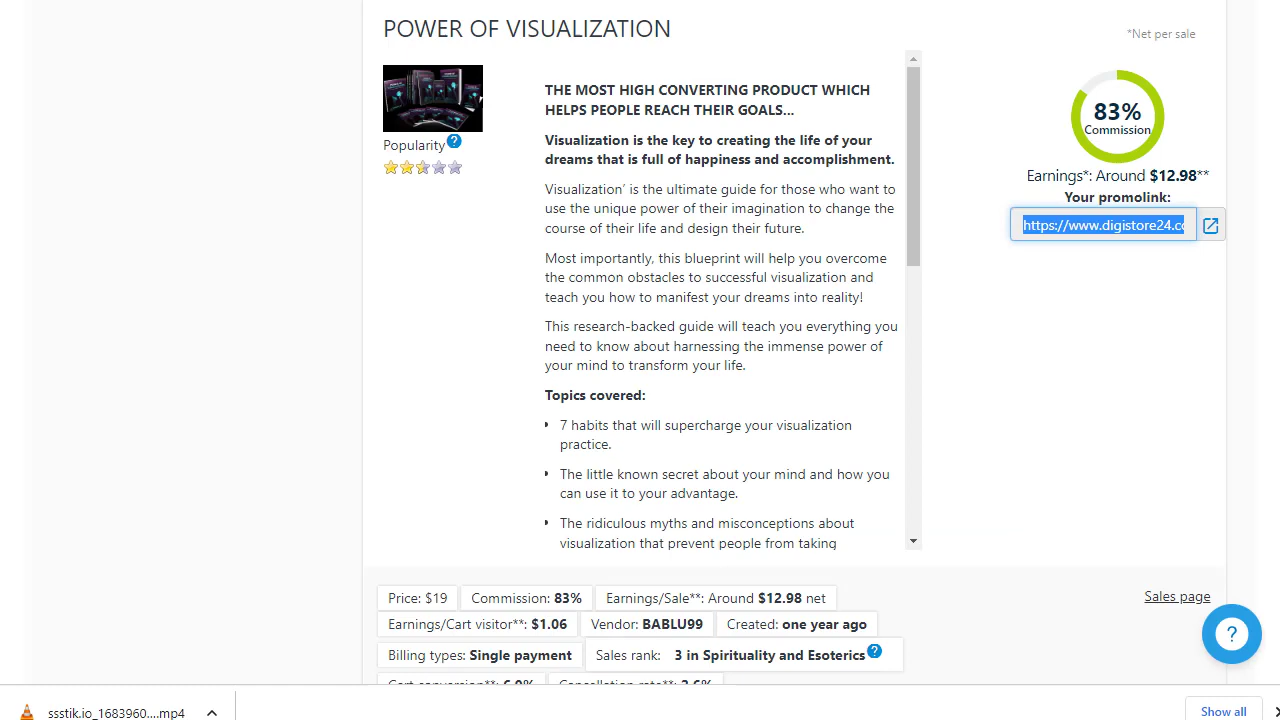 POWER OF VISUALIZATION
*Net per sale
THE MOST HIGH CONVERTING PRODUCT WHICH
HELPS PEOPLE REACH THEIR GOALS...
Visualization is the key to creating the life of your
dreams that is full of happiness and accomplishment.
Visualization’ is the ultimate guide for those who want to
use the unique power of their imagination to change the
course of their life and design their future.
Most importantly, this blueprint will help you overcome
the common obstacles to successful visualization and
teach you how to manifest your dreams into reality!
This research-backed guide will teach you everything you
need to know about harnessing the immense power of
your mind to transform your life.
Topics covered:
7 habits that will supercharge your visualization
practice.
The little known secret about your mind and how you
can use it to your advantage.
The ridiculous myths and misconceptions about
visualization that prevent people from taking
Popularity ?
83%
Commission
Earnings*: Around $12.98**
Your promolink:
https://www.digistore24.co
Price: $19 Commission: 83% Earnings/Sale**: Around $12.98 net
Earnings/Cart visitor**: $1.06 Vendor: BABLU99 Created: one year ago
Billing types: Single payment Sales rank: 3 in Spirituality and Esoterics ?
Cart conversion**: 6.0% Cancellation rate**: 2.6%
Sales page
?
ssstik.io_1683960....mp4
Show all